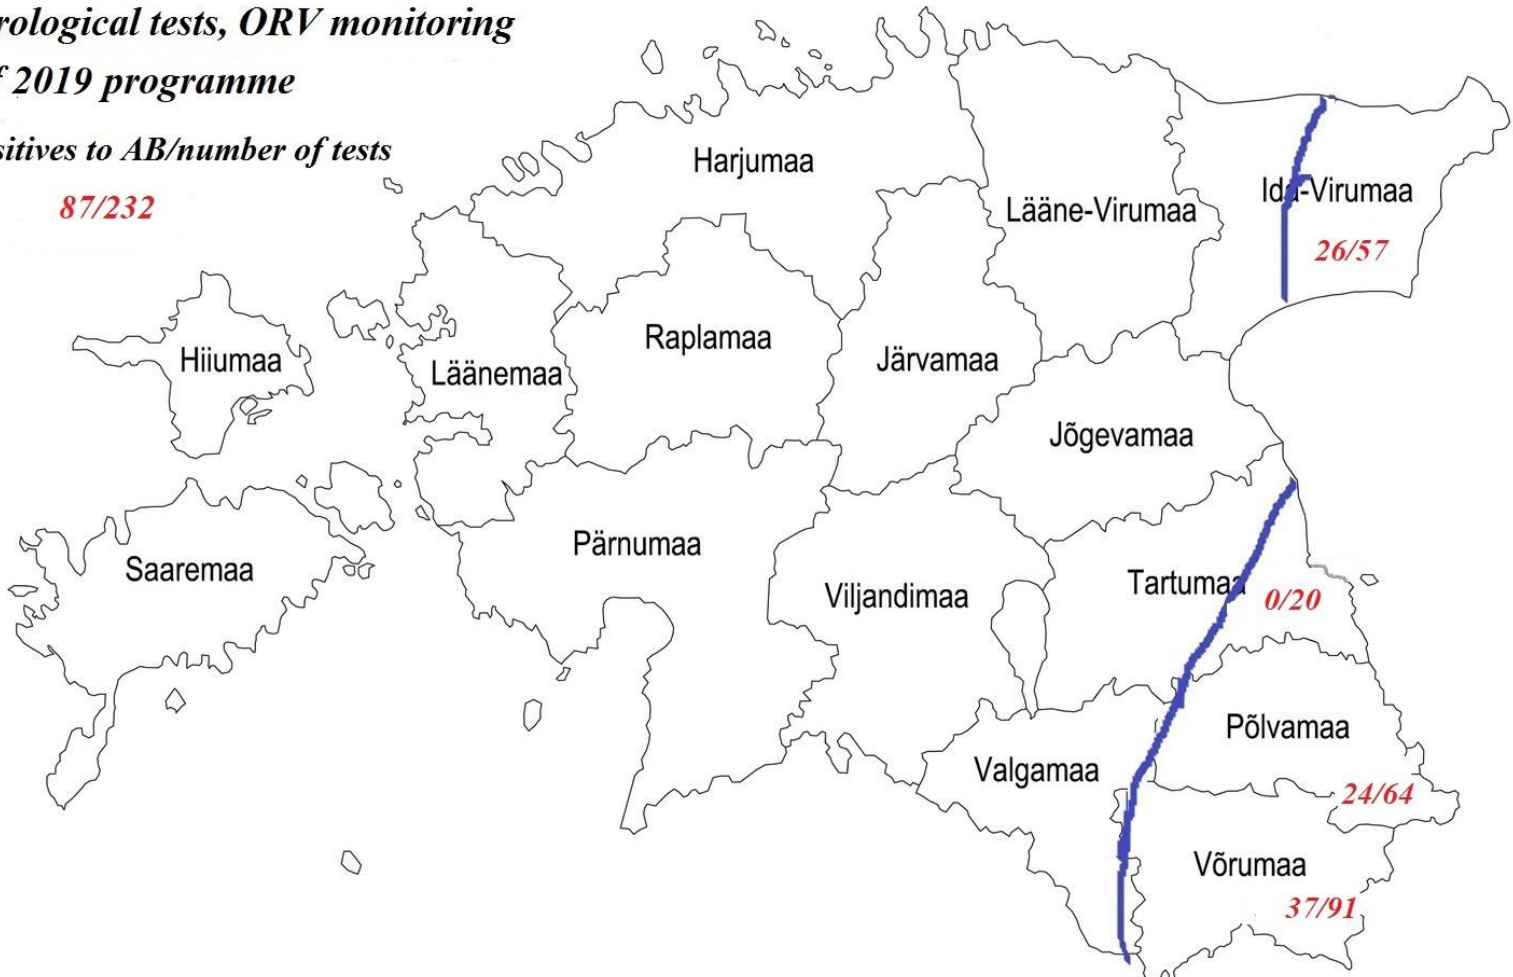 rological tests, ORV monitoring
f 2019 programme
sitives to AB/number of tests
87/232
Harjumaa
Lääne-Virumaa
Ida-Virumaa
26/57
Hiiumaa
Läänemaa
Raplamaa
Järvamaa
Jõgevamaa
Saaremaa
Pärnumaa
Viljandimaa
Tartumaa
0/20
Valgamaa
Põlvamaa
24/64
Võrumaa
37/91